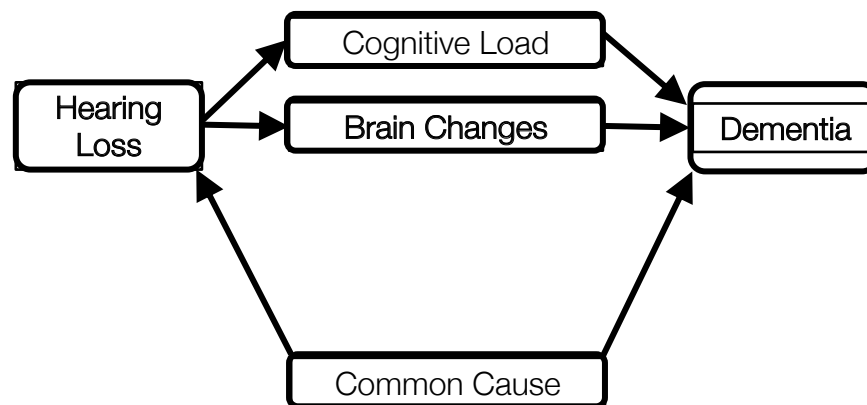 Cognitive Load
Hearing
Loss
Brain Changes
Dementia
Common Cause